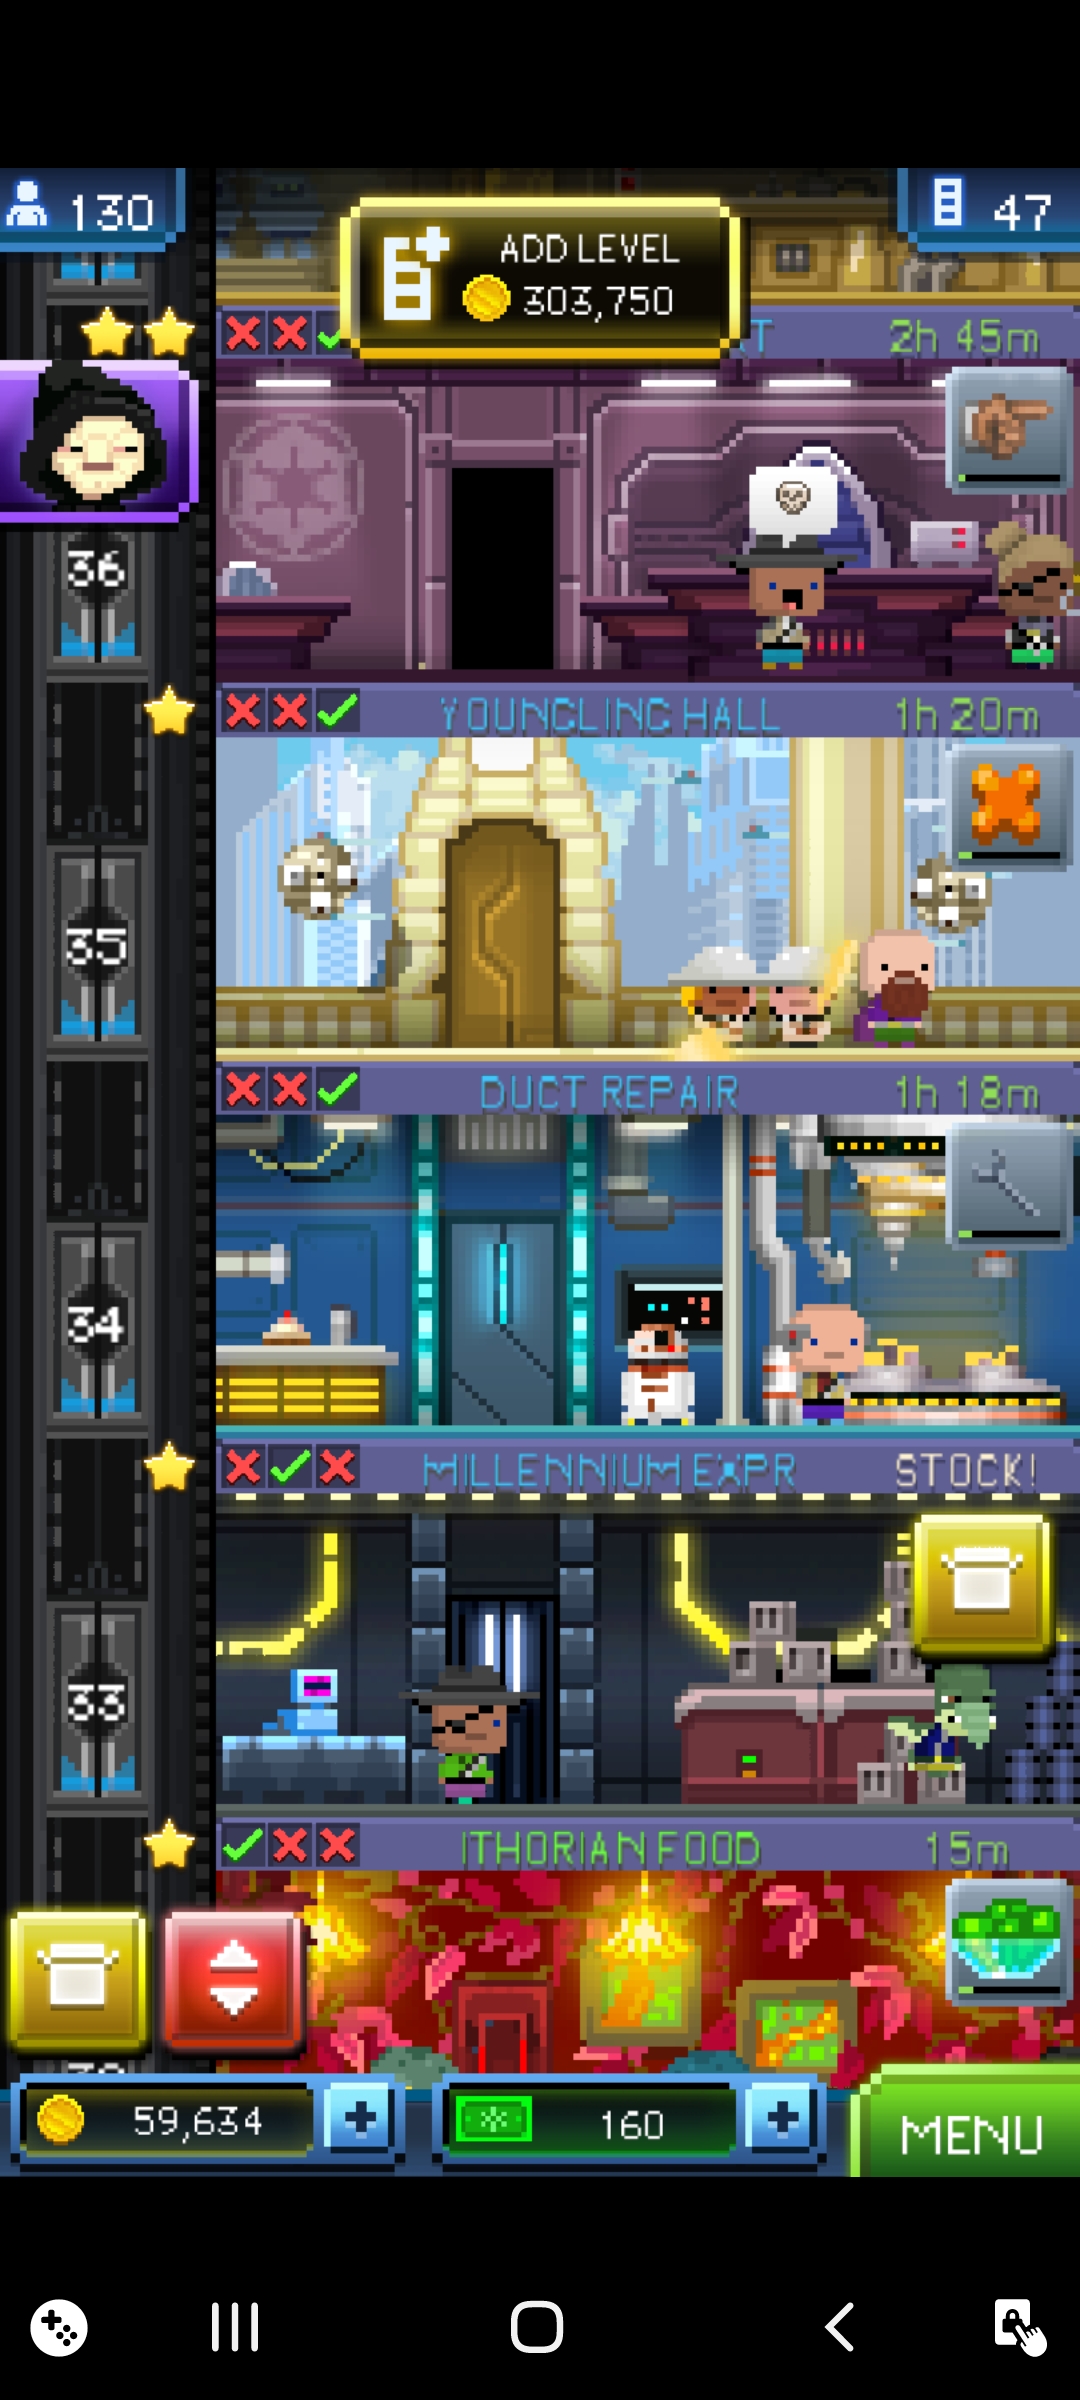 130
47
ADD LEVEL
303,750
2h 45m
36
YOUNGLING HALL
1h 20m
35
DUCT REPAIR
1h 18m
34
MILLENNIUM EXPR
STOCK!
33
ITHORIAN FOOD
15m
59,634
160
MENU